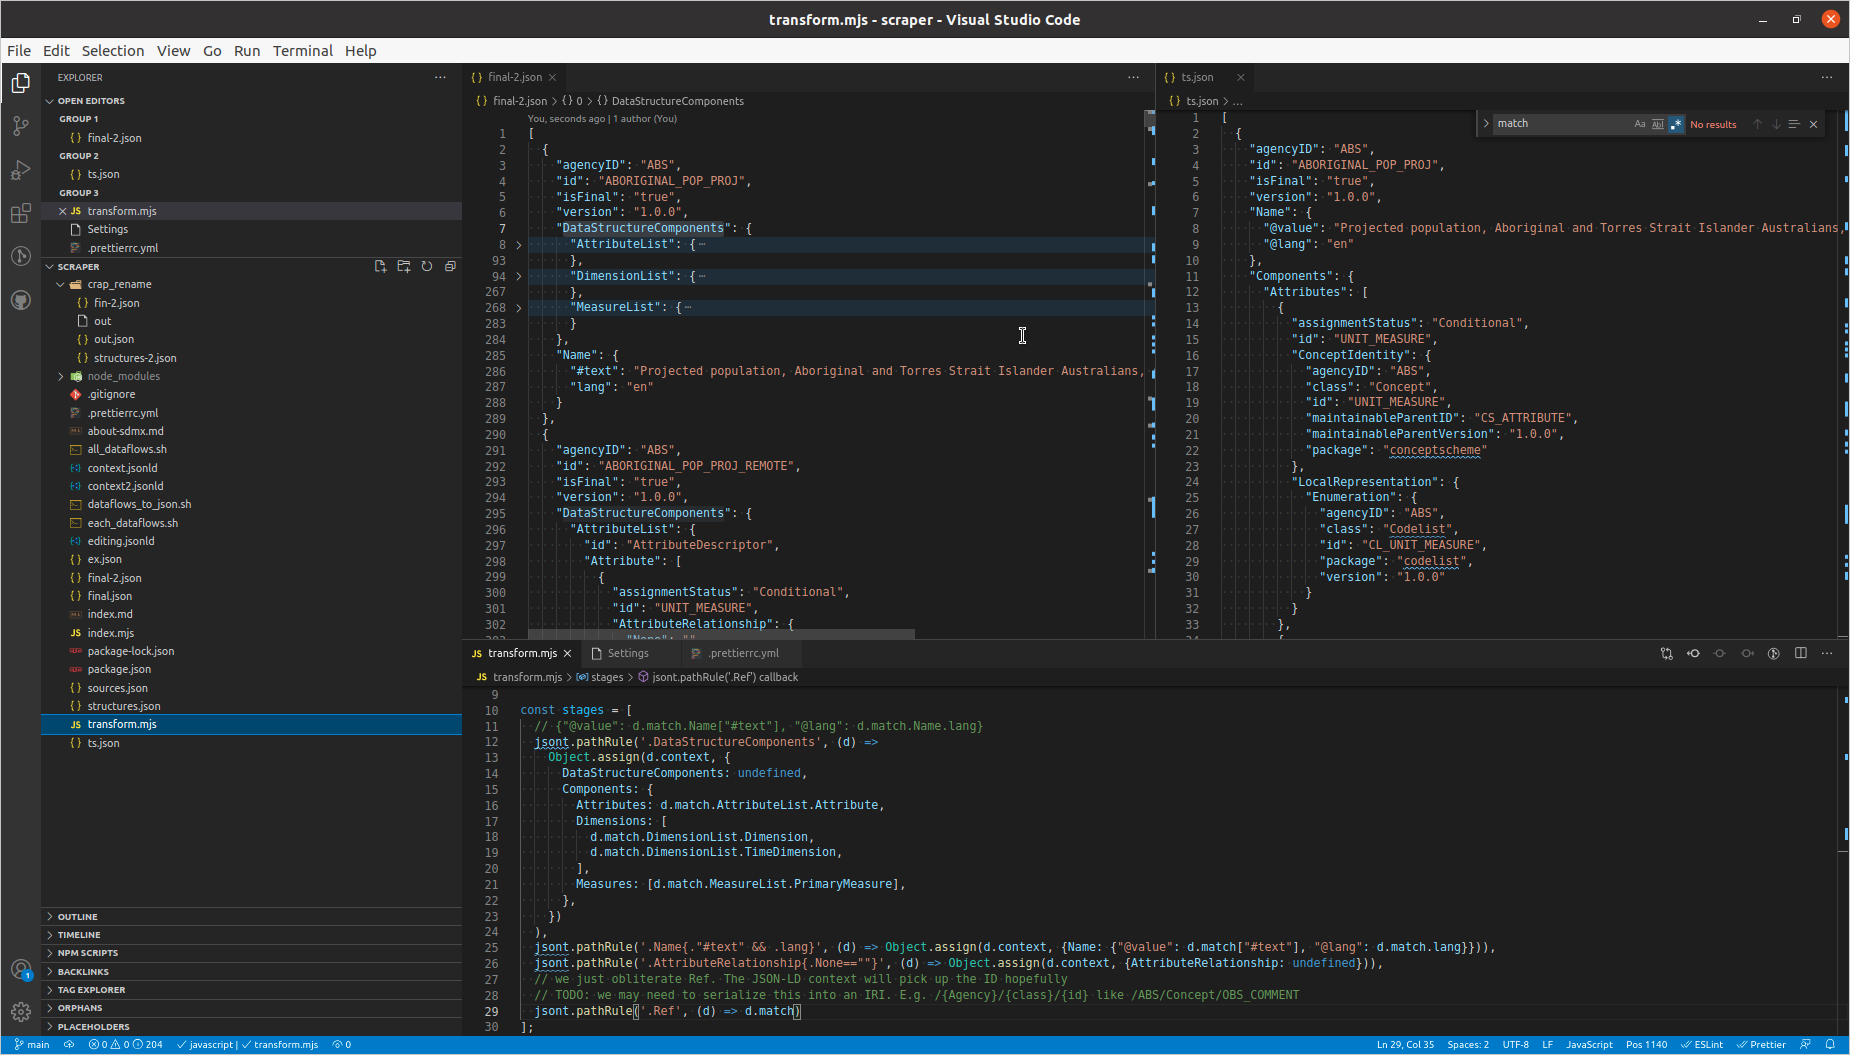 transform.mjs - scraper - Visual Studio Code
File Edit Selection View Go Run Terminal Help
EXPLORER
OPEN EDITORS
GROUP 1
final-2.json
GROUP 2
ts.json
GROUP 3
transform.mjs
Settings
.prettierrc.yml
SCRAPER
crap_rename
fin-2.json
out
out.json
structures-2.json
node_modules
.gitignore
.prettierrc.yml
about-sdmx.md
all_dataflows.sh
context.jsonld
context2.jsonld
dataflows_to_json.sh
each_dataflows.sh
editing.jsonld
ex.json
final-2.json
final.json
index.md
index.mjs
package-lock.json
package.json
sources.json
structures.json
transform.mjs
ts.json
OUTLINE
TIMELINE
NPM SCRIPTS
BACKLINKS
TAG EXPLORER
ORPHANS
PLACEHOLDERS
final-2.json
final-2.json > {} 0 > {} DataStructureComponents
You, seconds ago | 1 author (You)
1 [
2 {
3 "agencyID": "ABS",
4 "id": "ABORIGINAL_POP_PROJ",
5 "isFinal": "true",
6 "version": "1.0.0",
7 "DataStructureComponents": {
8 "AttributeList": {
93 },
94 "DimensionList": {
267 },
268 "MeasureList": {
283 }
284 },
285 "Name": {
286 "#text": "Projected population, Aboriginal and Torres Strait Islander Australians,
287 "lang": "en"
288 }
289 },
290 {
291 "agencyID": "ABS",
292 "id": "ABORIGINAL_POP_PROJ_REMOTE",
293 "isFinal": "true",
294 "version": "1.0.0",
295 "DataStructureComponents": {
296 "AttributeList": {
297 "id": "AttributeDescriptor",
298 "Attribute": [
299 {
300 "assignmentStatus": "Conditional",
301 "id": "UNIT_MEASURE",
302 "AttributeRelationship": {
303 "None": ""
ts.json
ts.json > ...
match Aa Abl .* No results
1 [
2 {
3 "agencyID": "ABS",
4 "id": "ABORIGINAL_POP_PROJ",
5 "isFinal": "true",
6 "version": "1.0.0",
7 "Name": {
8 "@value": "Projected population, Aboriginal and Torres Strait Islander Australians,
9 "@lang": "en"
10 },
11 "Components": {
12 "Attributes": [
13 {
14 "assignmentStatus": "Conditional",
15 "id": "UNIT_MEASURE",
16 "ConceptIdentity": {
17 "agencyID": "ABS",
18 "class": "Concept",
19 "id": "UNIT_MEASURE",
20 "maintainableParentID": "CS_ATTRIBUTE",
21 "maintainableParentVersion": "1.0.0",
22 "package": "conceptscheme"
23 },
24 "LocalRepresentation": {
25 "Enumeration": {
26 "agencyID": "ABS",
27 "class": "Codelist",
28 "id": "CL_UNIT_MEASURE",
29 "package": "codelist",
30 "version": "1.0.0"
31 }
32 }
33 },
34 {
transform.mjs Settings .prettierrc.yml
transform.mjs > stages > jsont.pathRule('.Ref') callback
9
10 const stages = [
11 // {"@value": d.match.Name["#text"], "@lang": d.match.Name.lang}
12 jsont.pathRule('.DataStructureComponents', (d) =>
13 Object.assign(d.context, {
14 DataStructureComponents: undefined,
15 Components: {
16 Attributes: d.match.AttributeList.Attribute,
17 Dimensions: [
18 d.match.DimensionList.Dimension,
19 d.match.DimensionList.TimeDimension,
20 ],
21 Measures: [d.match.MeasureList.PrimaryMeasure],
22 },
23 })
24 ),
25 jsont.pathRule('.Name{."#text" && .lang}', (d) => Object.assign(d.context, {Name: {"@value": d.match["#text"], "@lang": d.match.lang}})),
26 jsont.pathRule('.AttributeRelationship{.None==""}', (d) => Object.assign(d.context, {AttributeRelationship: undefined})),
27 // we just obliterate Ref. The JSON-LD context will pick up the ID hopefully
28 // TODO: we may need to serialize this into an IRI. E.g. /{Agency}/{class}/{id} like /ABS/Concept/OBS_COMMENT
29 jsont.pathRule('.Ref', (d) => d.match)
30 ];
1
main 0 0 204 javascript | transform.mjs 0 Ln 29, Col 35 Spaces: 2 UTF-8 LF JavaScript Pos 1140 ESLint Prettier